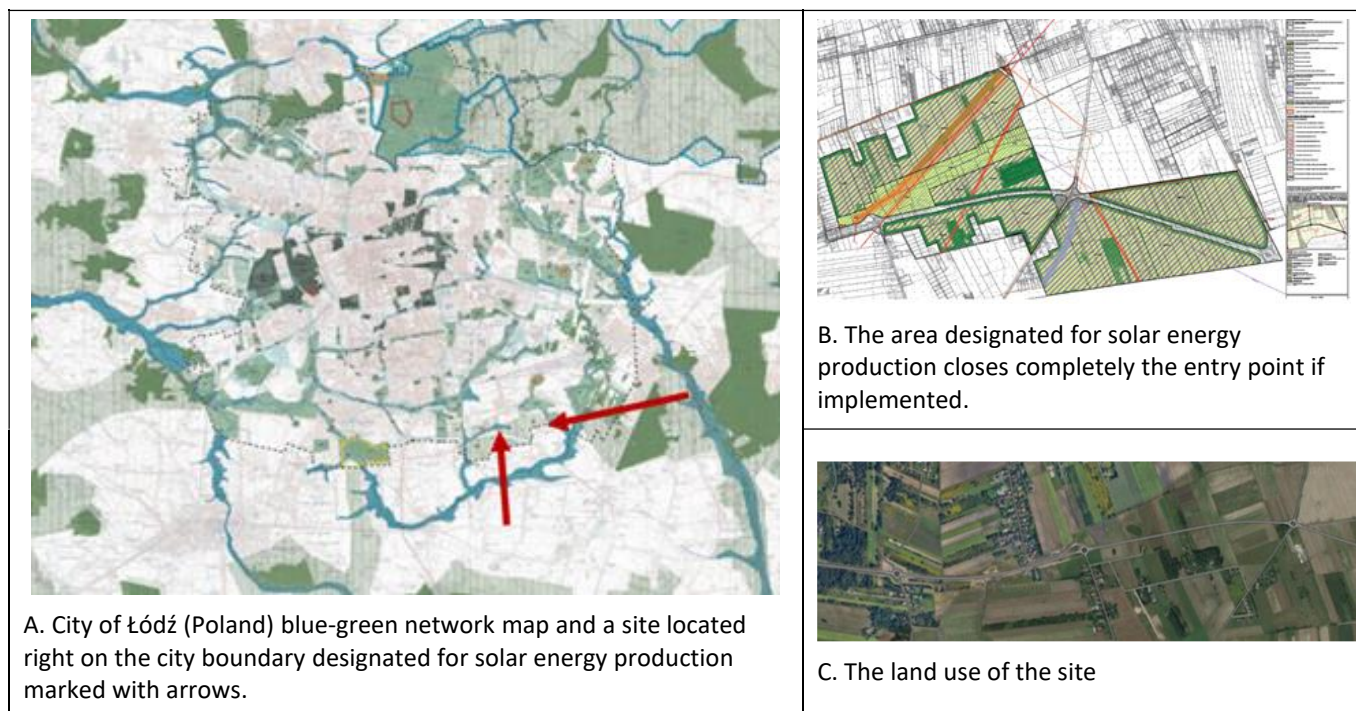 A. City of Łódź (Poland) blue-green network map and a site located
right on the city boundary designated for solar energy production
marked with arrows.
B. The area designated for solar energy
production closes completely the entry point if
implemented.
C. The land use of the site